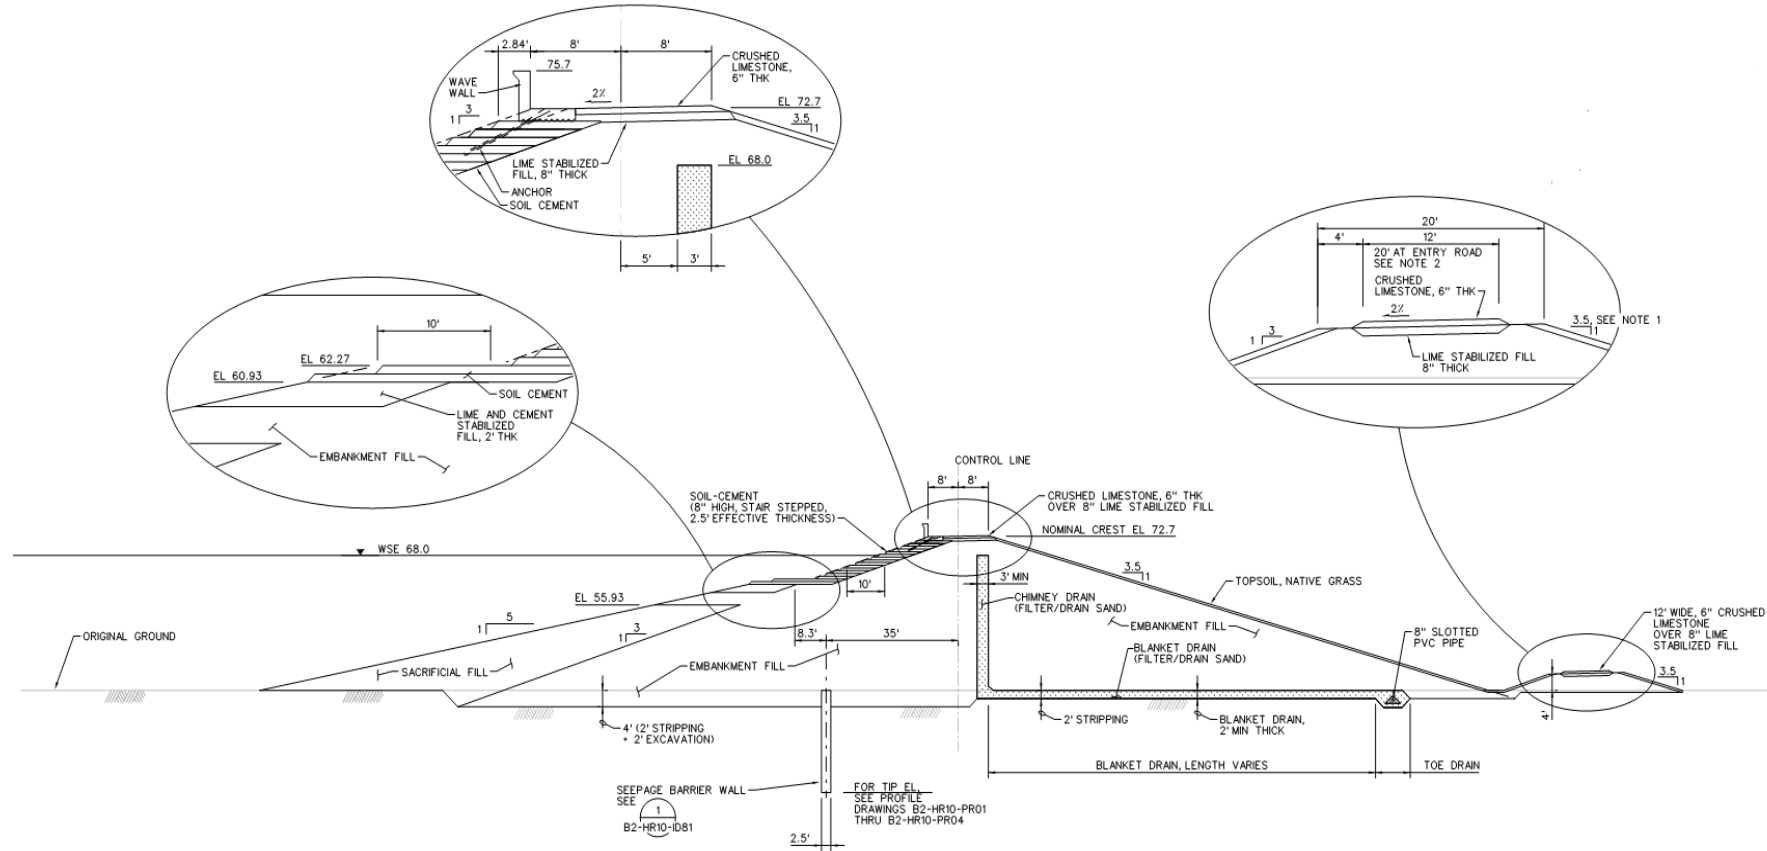 2.84'
8'
8'
75.7
WAVE
WALL
CRUSHED
LIMESTONE,
6" THK
2%
EL 72.7
3
1
3.5
1
EL 68.0
LIME STABILIZED
FILL, 8" THICK
ANCHOR
SOIL CEMENT
5'
3'
20'
4'
12'
20' AT ENTRY ROAD
SEE NOTE 2
CRUSHED
LIMESTONE, 6" THK
2%
3
1
3.5, SEE NOTE 1
1
LIME STABILIZED FILL
8" THICK
10'
EL 62.27
EL 60.93
SOIL CEMENT
LIME AND CEMENT
STABILIZED
FILL, 2' THK
EMBANKMENT FILL
CONTROL LINE
8'
8'
SOIL-CEMENT
(8" HIGH, STAIR STEPPED,
2.5' EFFECTIVE THICKNESS)
CRUSHED LIMESTONE, 6" THK
OVER 8" LIME STABILIZED FILL
NOMINAL CREST EL 72.7
WSE 68.0
10'
3.5
1
3' MIN
TOPSOIL, NATIVE GRASS
EL 55.93
CHIMNEY DRAIN
(FILTER/DRAIN SAND)
EMBANKMENT FILL
12' WIDE, 6" CRUSHED
LIMESTONE
OVER 8" LIME
STABILIZED FILL
ORIGINAL GROUND
5
1
3
1
8.3'
35'
8" SLOTTED
PVC PIPE
BLANKET DRAIN
(FILTER/DRAIN SAND)
SACRIFICIAL FILL
EMBANKMENT FILL
3.5
1
4'
4' (2' STRIPPING
+ 2' EXCAVATION)
2' STRIPPING
BLANKET DRAIN,
2' MIN THICK
BLANKET DRAIN, LENGTH VARIES
TOE DRAIN
SEEPAGE BARRIER WALL
SEE
1
B2-HR10-ID81
FOR TIP EL,
SEE PROFILE
DRAWINGS B2-HR10-PR01
THRU B2-HR10-PR04
2.5'